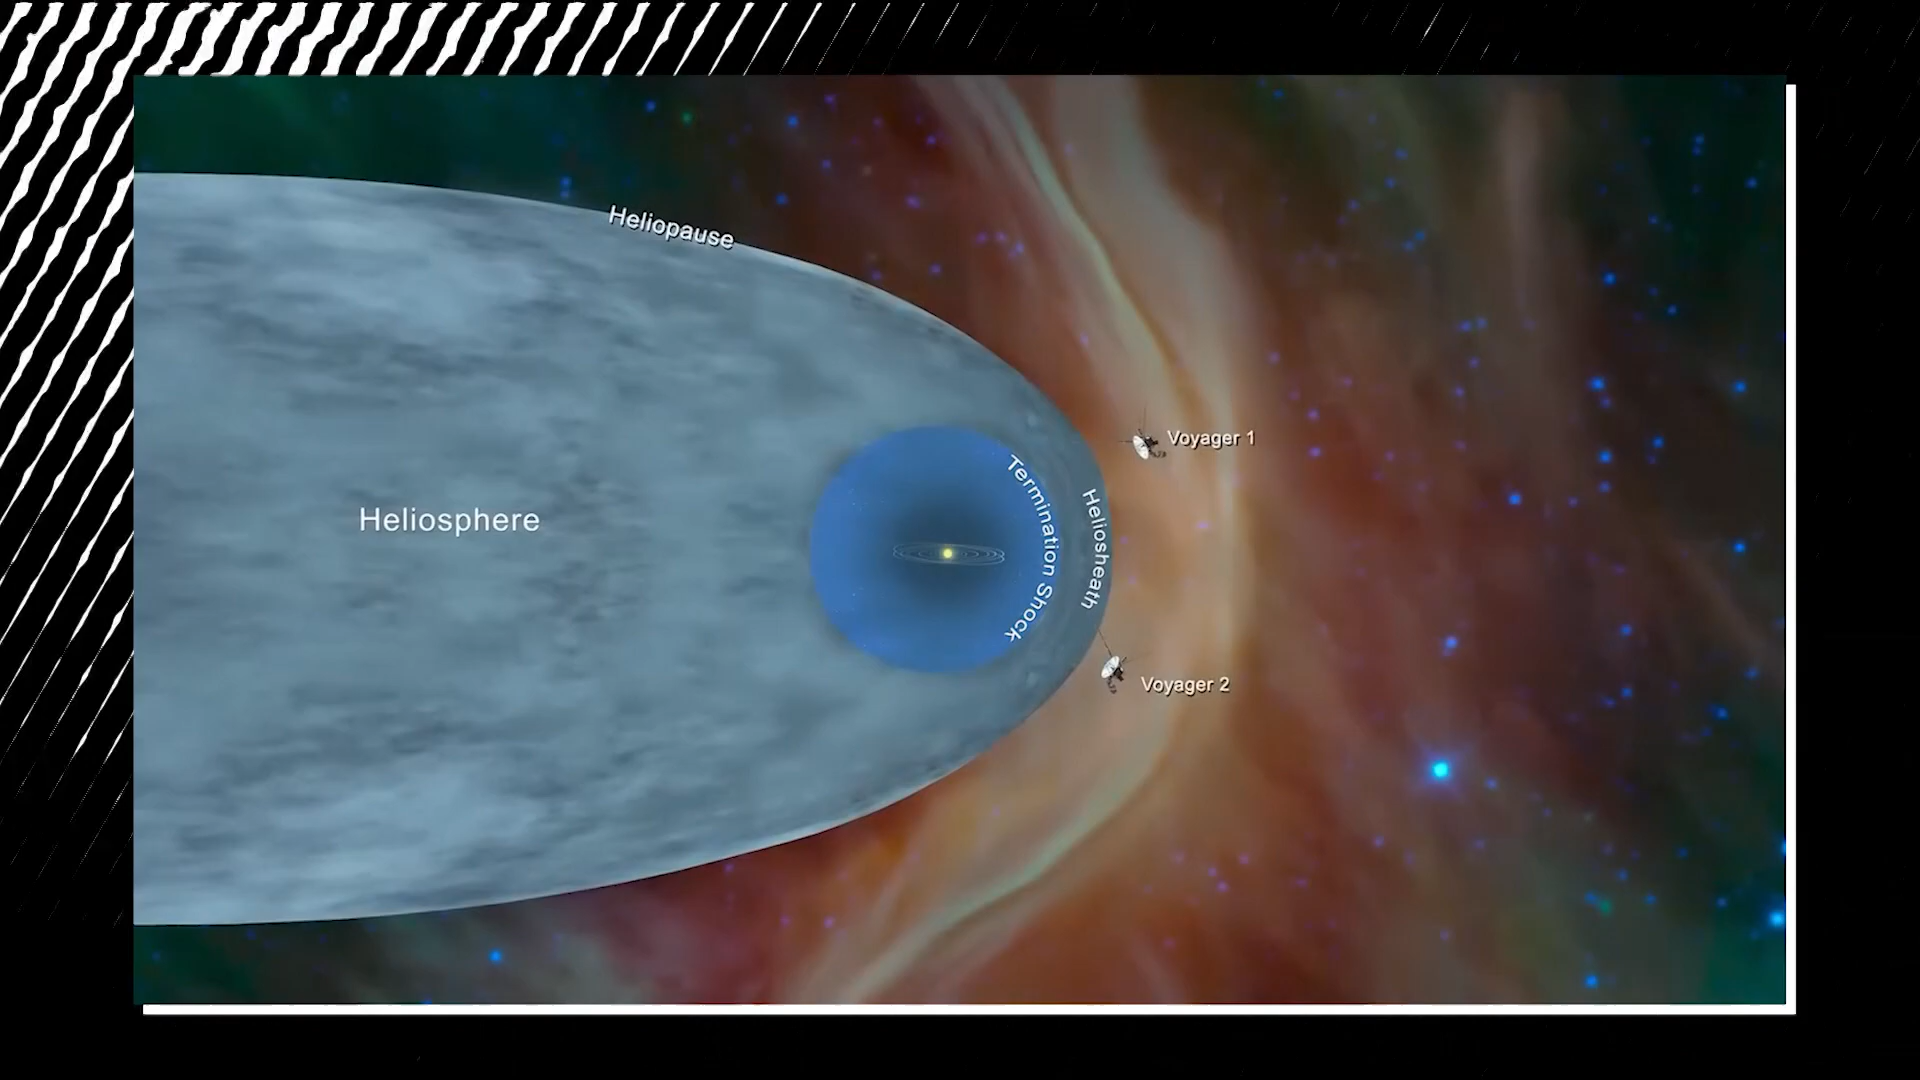 Heliopause
Voyager 1
Termination Shock
Heliosheath
Heliosphere
Voyager 2